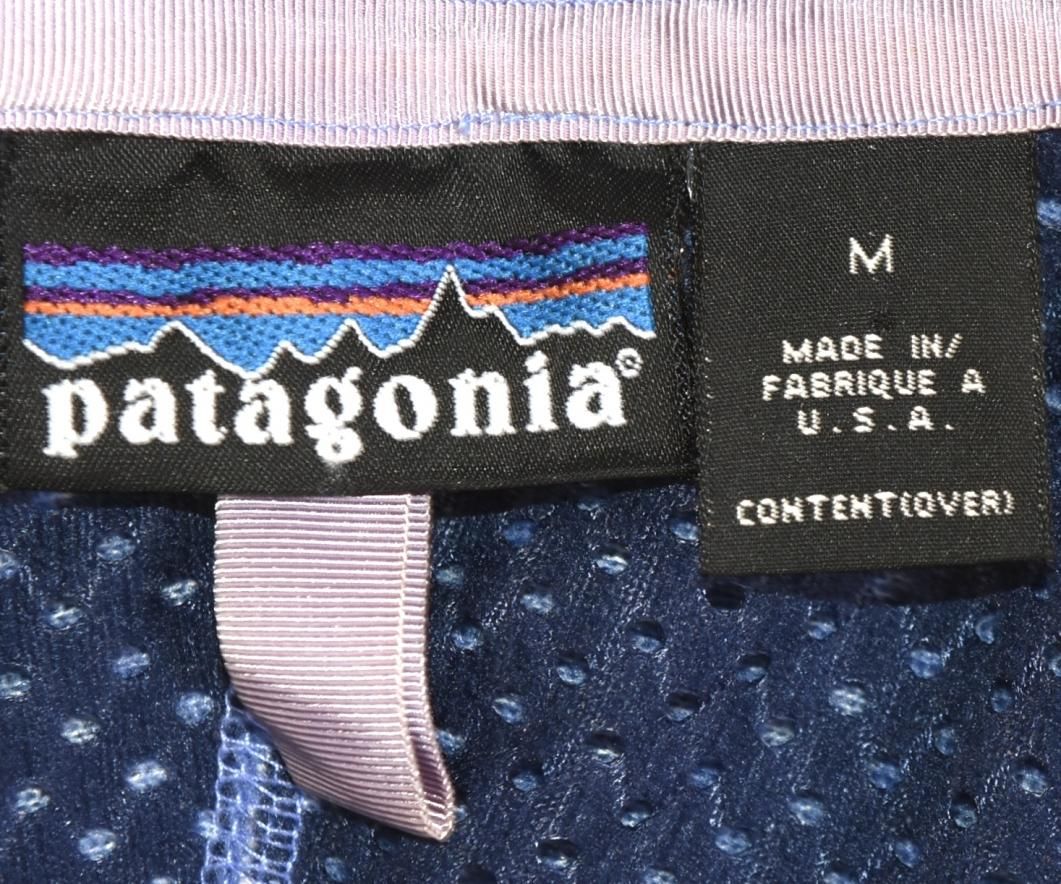 patagonia®
M
MADE IN/
FABRIQUE A
U.S.A.
CONTENT(OVER)